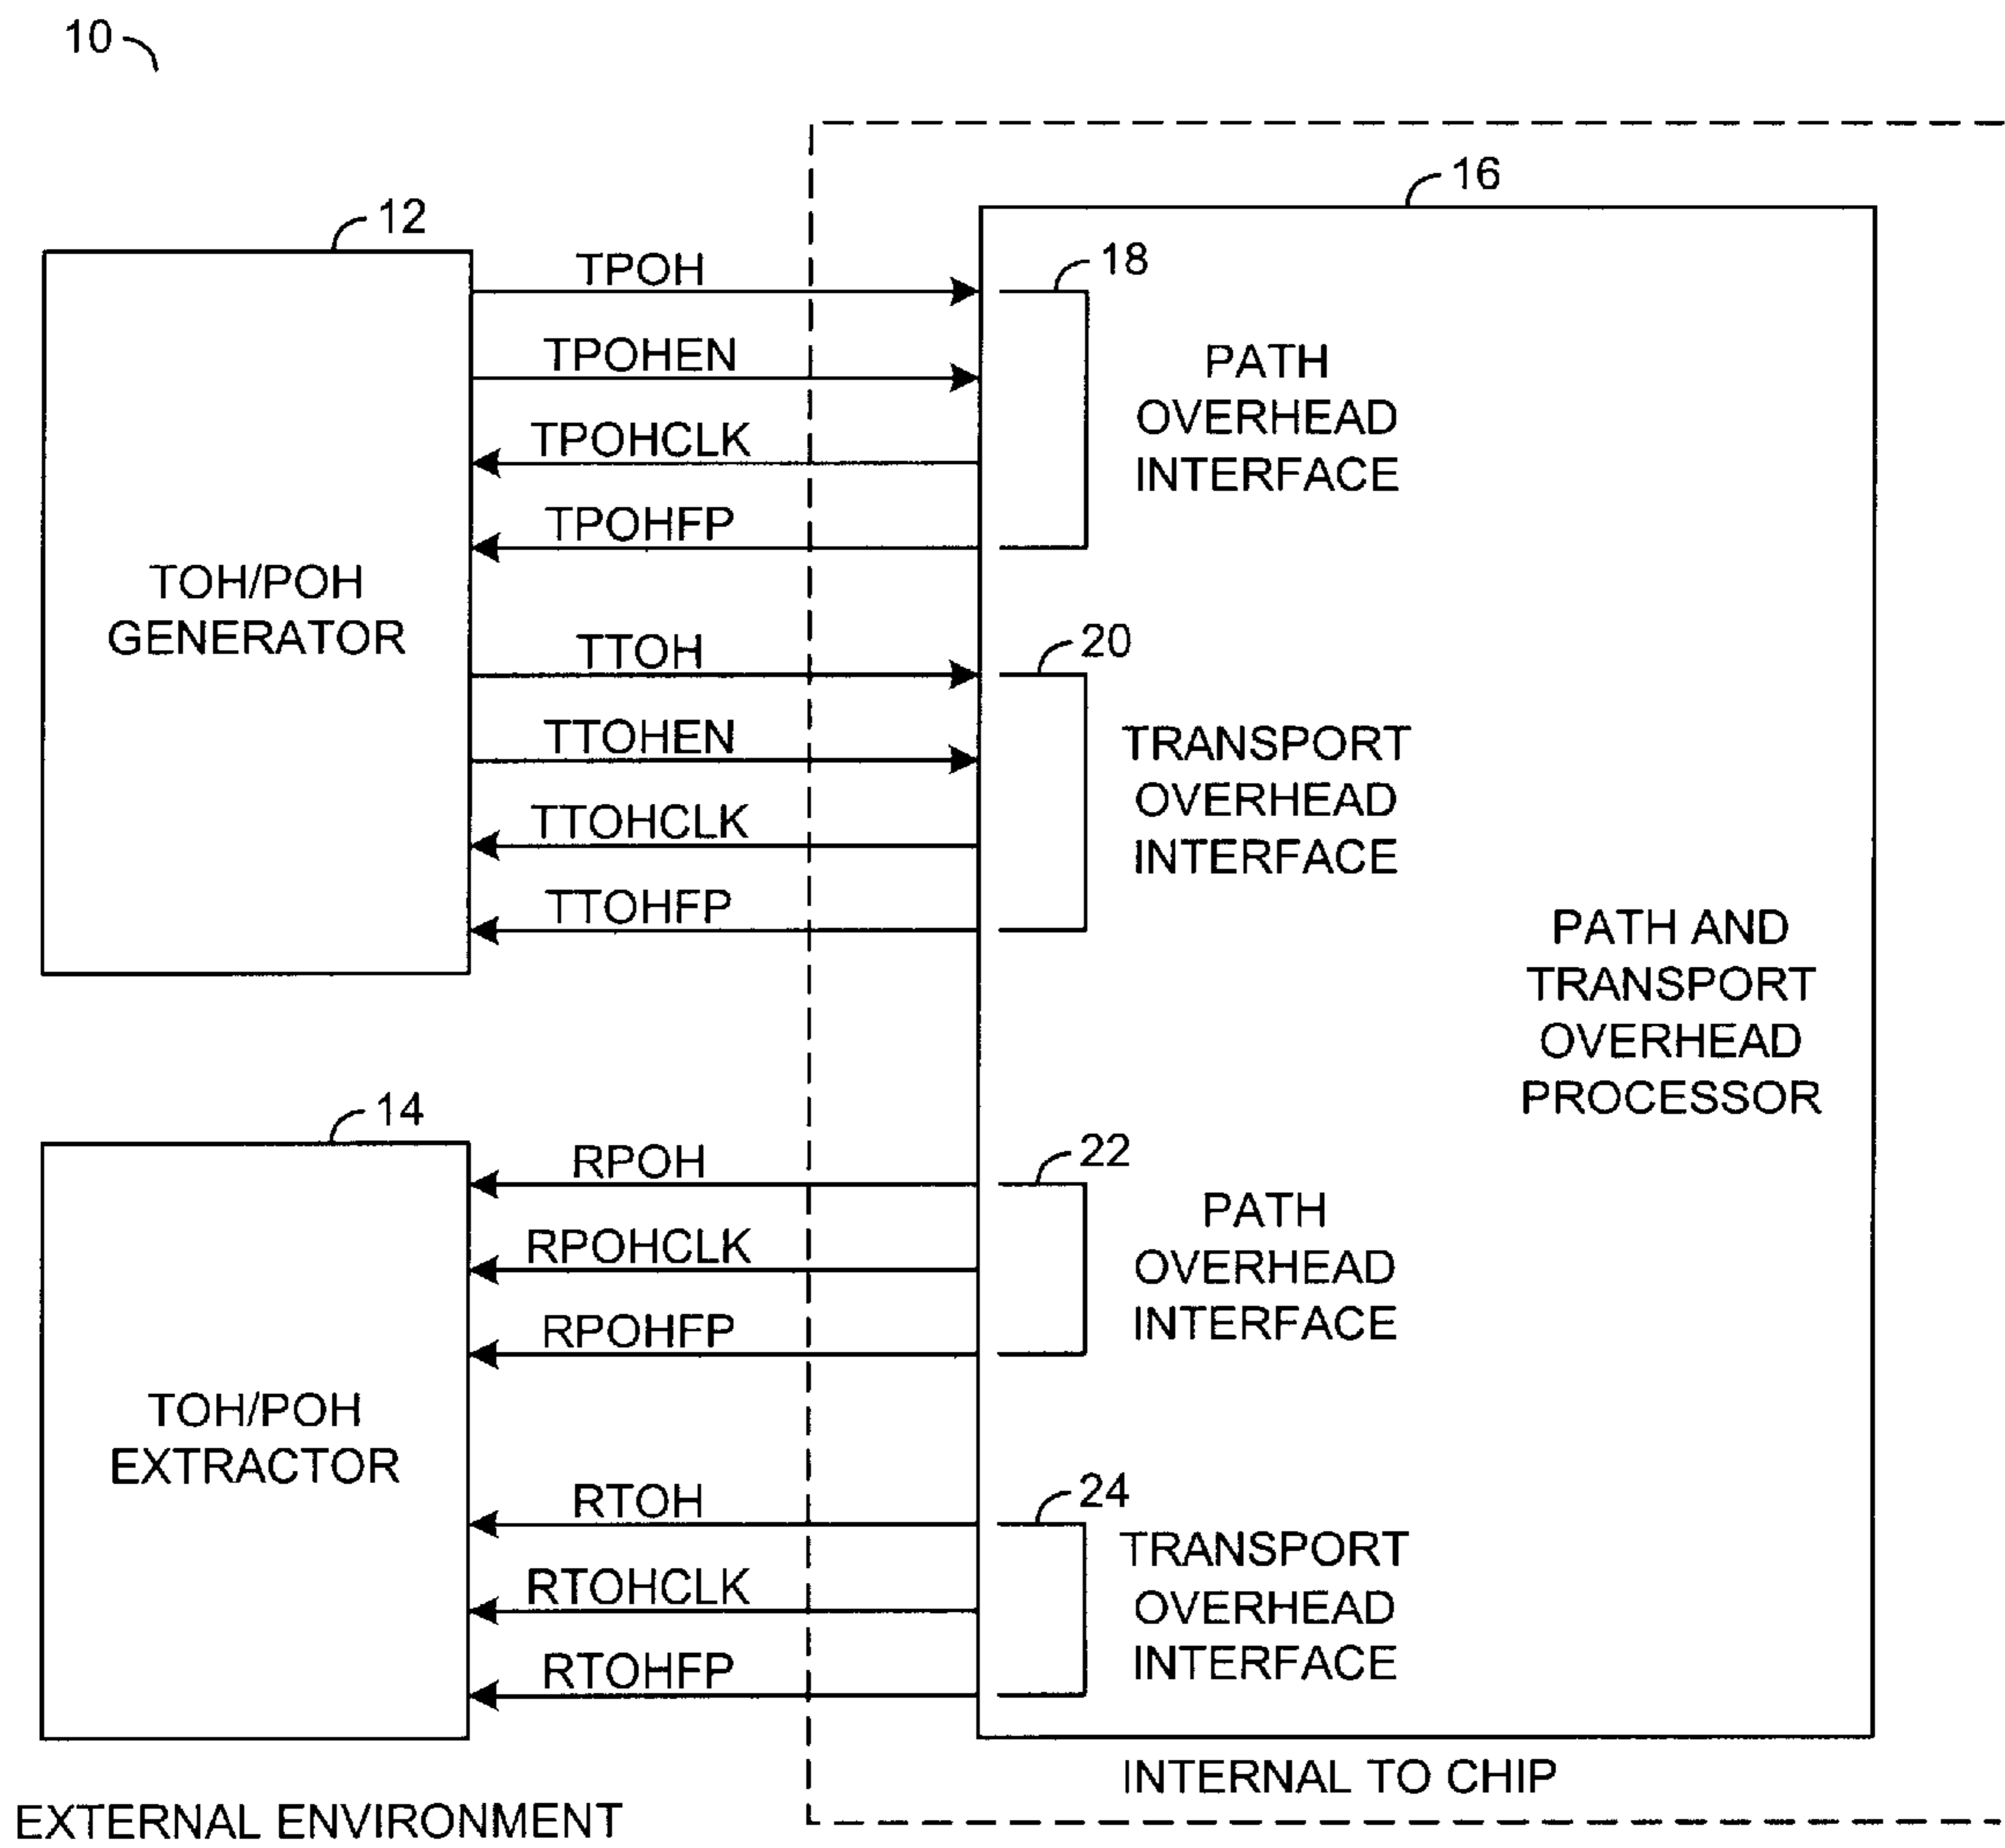 10
16
12
TPOH
18
TPOHEN
PATH
OVERHEAD
INTERFACE
TPOHCLK
TPOHFP
TOH/POH
GENERATOR
TTOH
20
TTOHEN
TRANSPORT
OVERHEAD
INTERFACE
TTOHCLK
TTOHFP
PATH AND
TRANSPORT
OVERHEAD
PROCESSOR
14
RPOH
22
RPOHCLK
PATH
OVERHEAD
INTERFACE
RPOHFP
TOH/POH
EXTRACTOR
RTOH
24
RTOHCLK
TRANSPORT
OVERHEAD
INTERFACE
RTOHFP
INTERNAL TO CHIP
EXTERNAL ENVIRONMENT